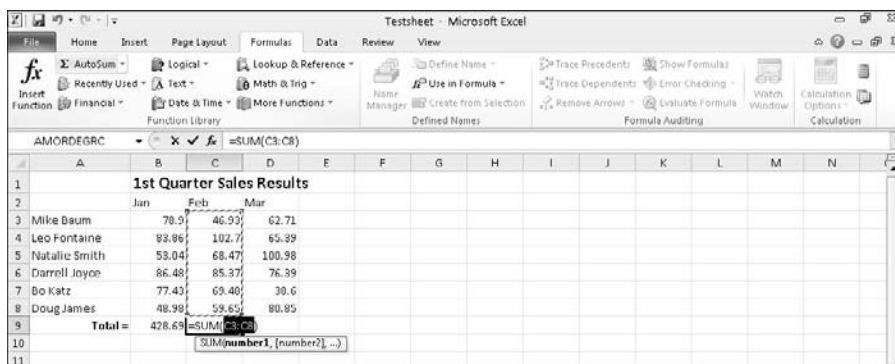 Testsheet - Microsoft Excel
File Home Insert Page Layout Formulas Data Review View
Σ AutoSum Logical Lookup & Reference Define Name Trace Precedents Show Formulas
fx Recently Used Text Math & Trig Use in Formula Trace Dependents Error Checking
Insert Function Financial Date & Time More Functions Name Manager Create from Selection Remove Arrows Evaluate Formula Watch Window Calculation Options
Function Library Defined Names Formula Auditing Calculation
AMORDEGRC fx =SUM(C3:C8)
A B C D E F G H I J K L M N
1 1st Quarter Sales Results
2 Jan Feb Mar
3 Mike Baum 78.9 46.93 62.71
4 Leo Fontaine 83.86 102.7 65.39
5 Natalie Smith 53.04 68.47 100.98
6 Darrell Joyce 86.48 85.37 76.39
7 Bo Katz 77.43 69.40 38.6
8 Doug James 48.98 59.65 80.85
9 Total = 428.69 =SUM(C3:C8)
10 SUM(number1, [number2], ...)
11